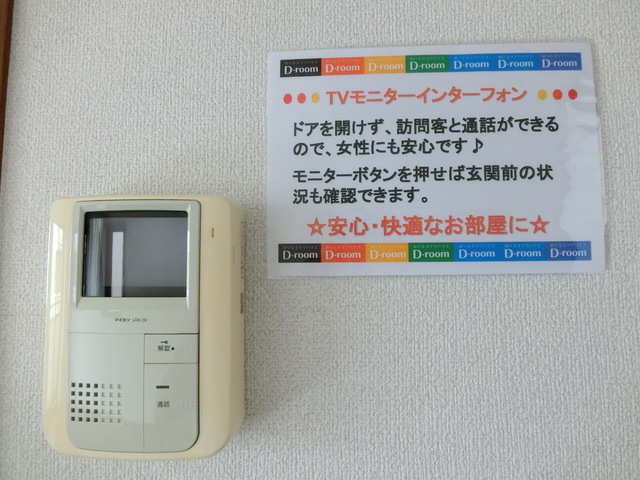 D-room D-room D-room D-room D-room D-room D-room
●●● TVモニターインターフォン ●●●
ドアを開けず、訪問客と通話ができる
ので、女性にも安心です♪
モニターボタンを押せば玄関前の状
況も確認できます。
☆安心・快適なお部屋に☆
D-room D-room D-room D-room D-room D-room D-room
アイホン
解錠
通話